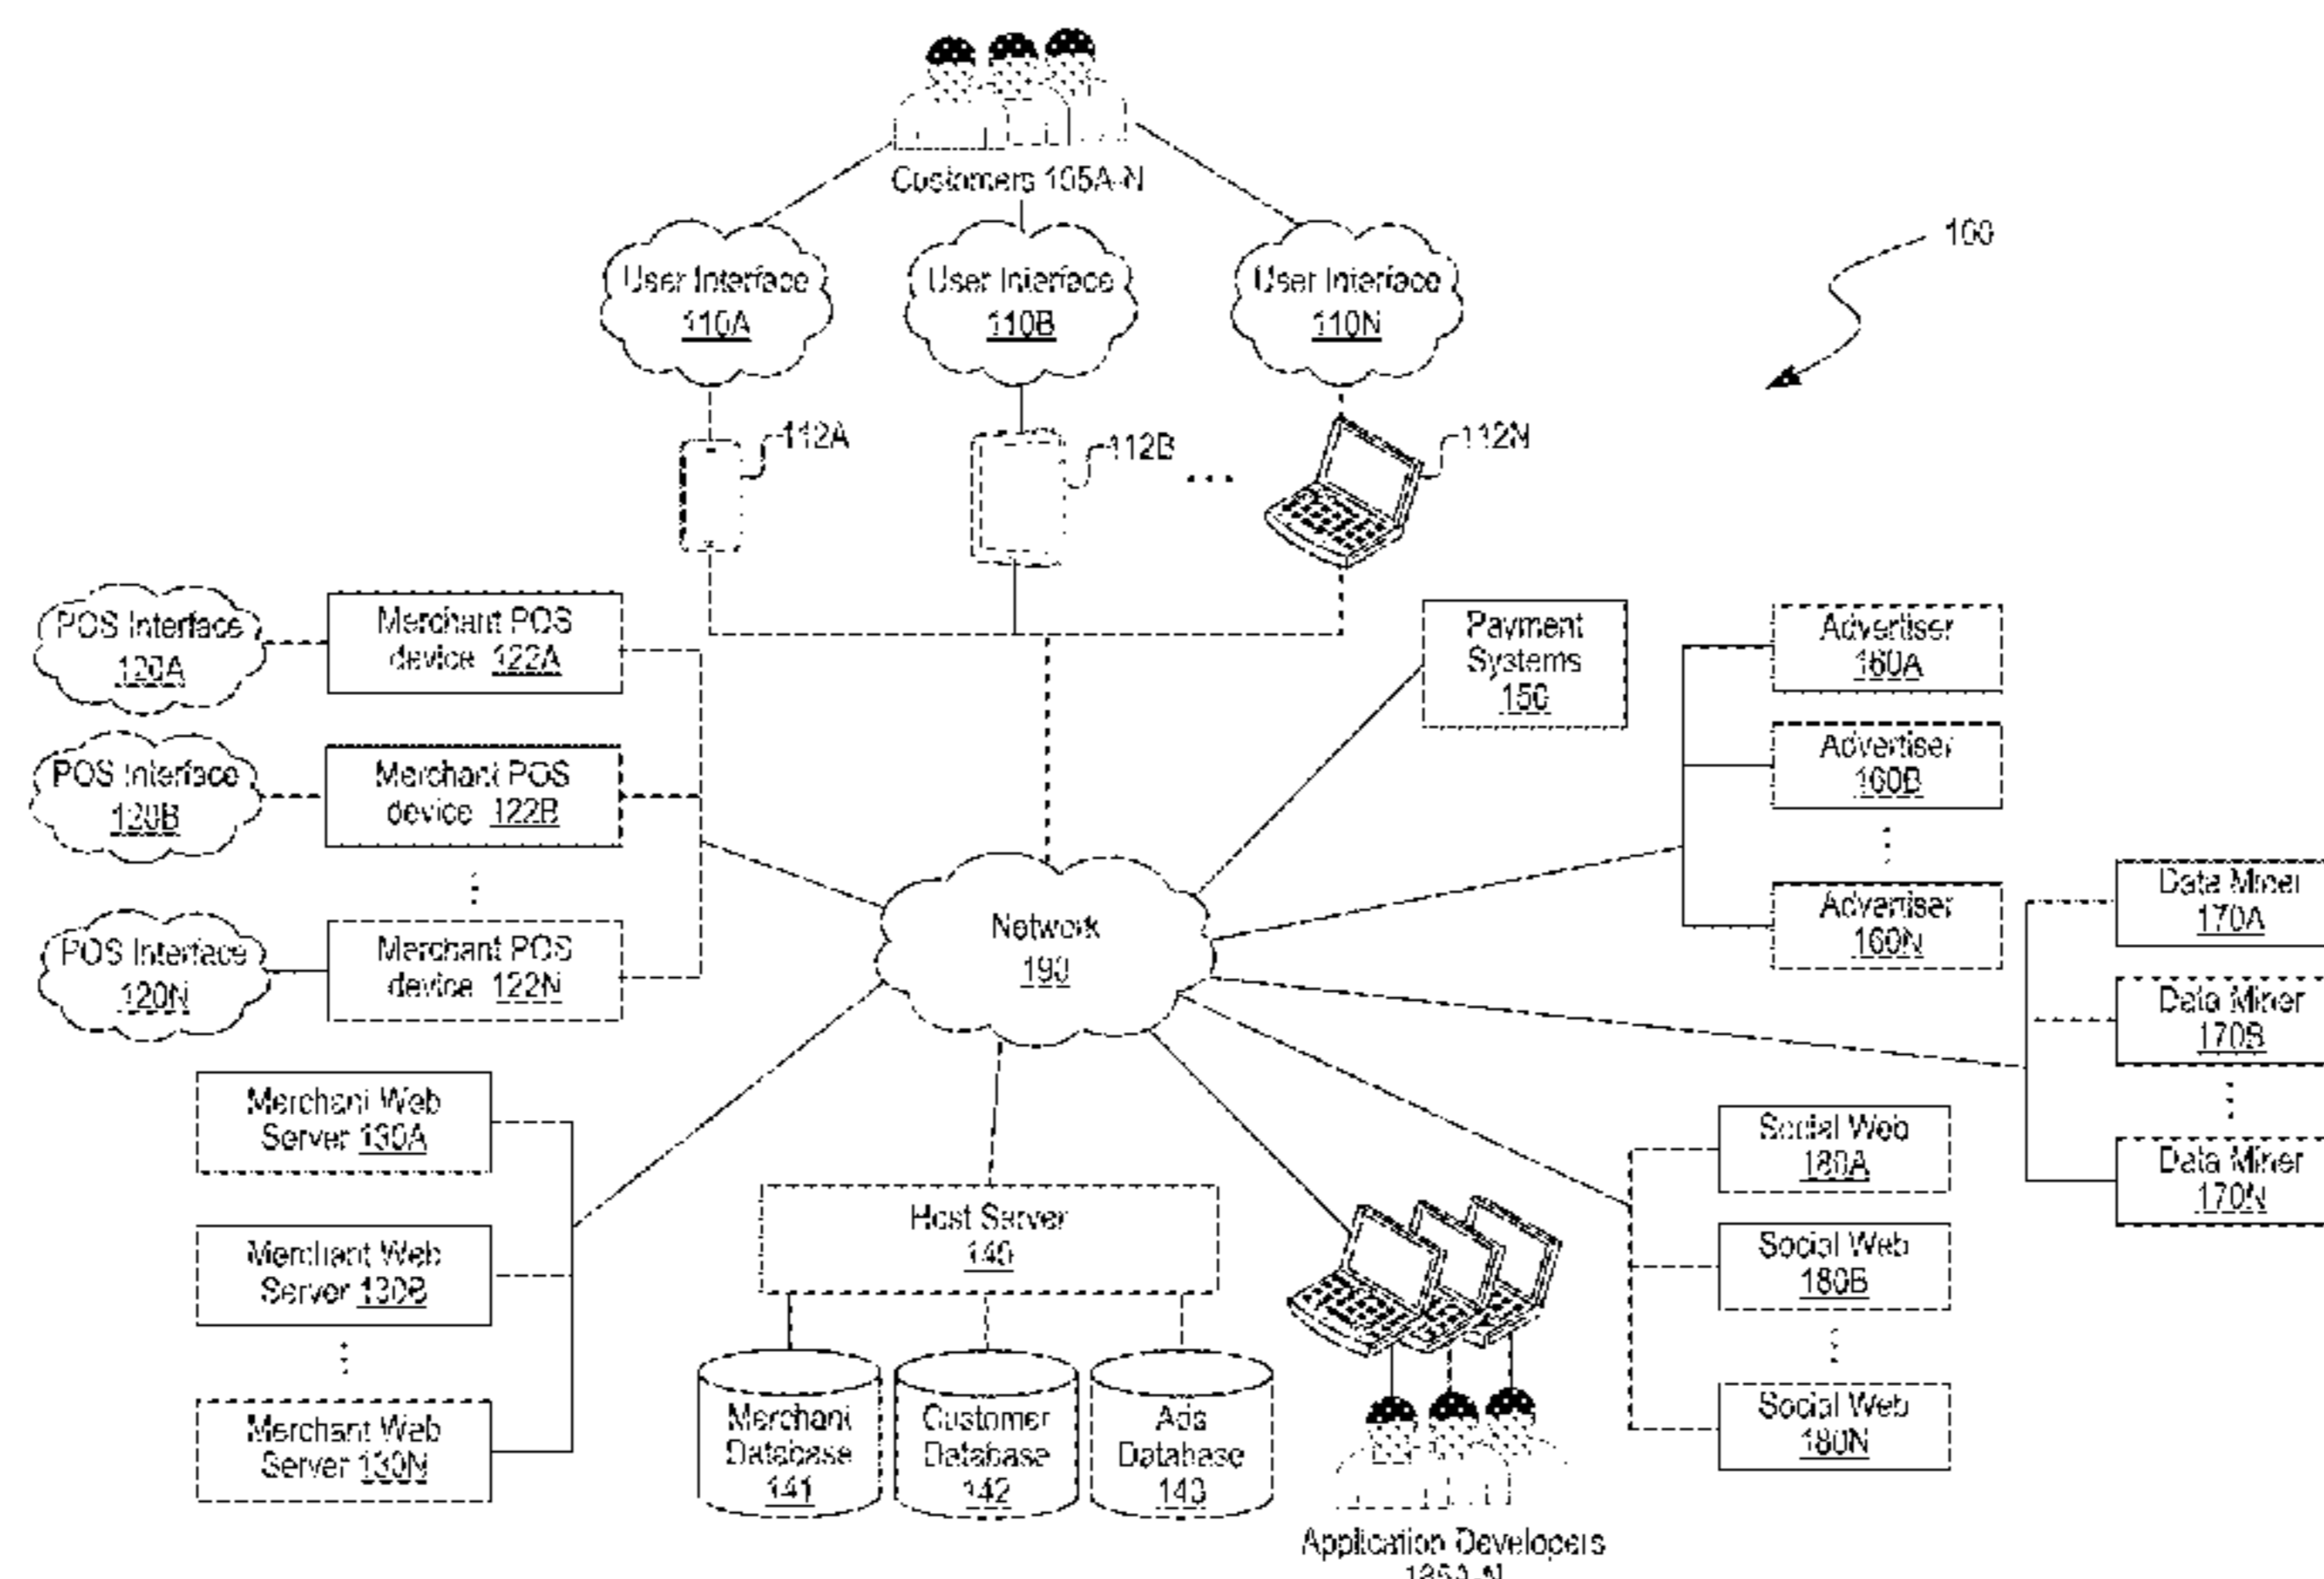 Customers 105A-N
100
User Interface
110A
User Interface
110B
User Interface
110N
112A
112B
112N
POS Interface
120A
Merchant POS
device 122A
POS Interface
120B
Merchant POS
device 122B
POS Interface
120N
Merchant POS
device 122N
Payment
Systems
150
Advertiser
160A
Advertiser
160B
Advertiser
160N
Data Miner
170A
Data Miner
170B
Data Miner
170N
Network
190
Merchant Web
Server 130A
Merchant Web
Server 130B
Merchant Web
Server 130N
Host Server
140
Merchant
Database
141
Customer
Database
142
Ads
Database
143
Social Web
180A
Social Web
180B
Social Web
180N
Application Developers